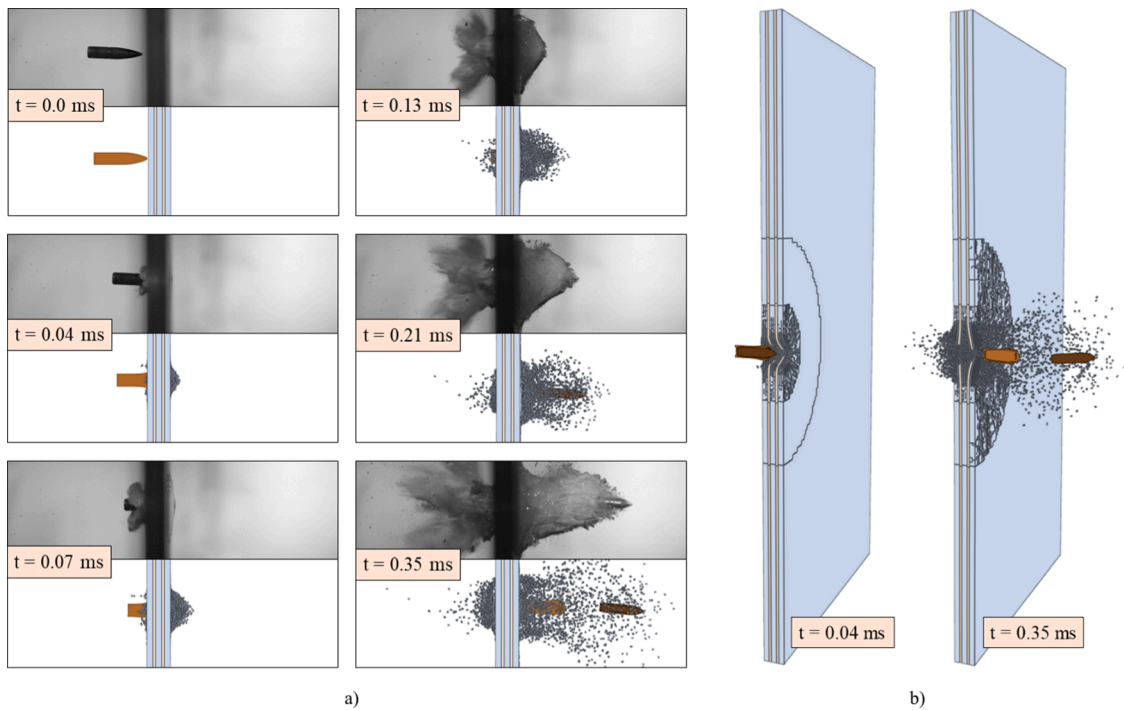 t = 0.0 ms
t = 0.13 ms
t = 0.04 ms
t = 0.21 ms
t = 0.07 ms
t = 0.35 ms
t = 0.04 ms
t = 0.35 ms
a)
b)